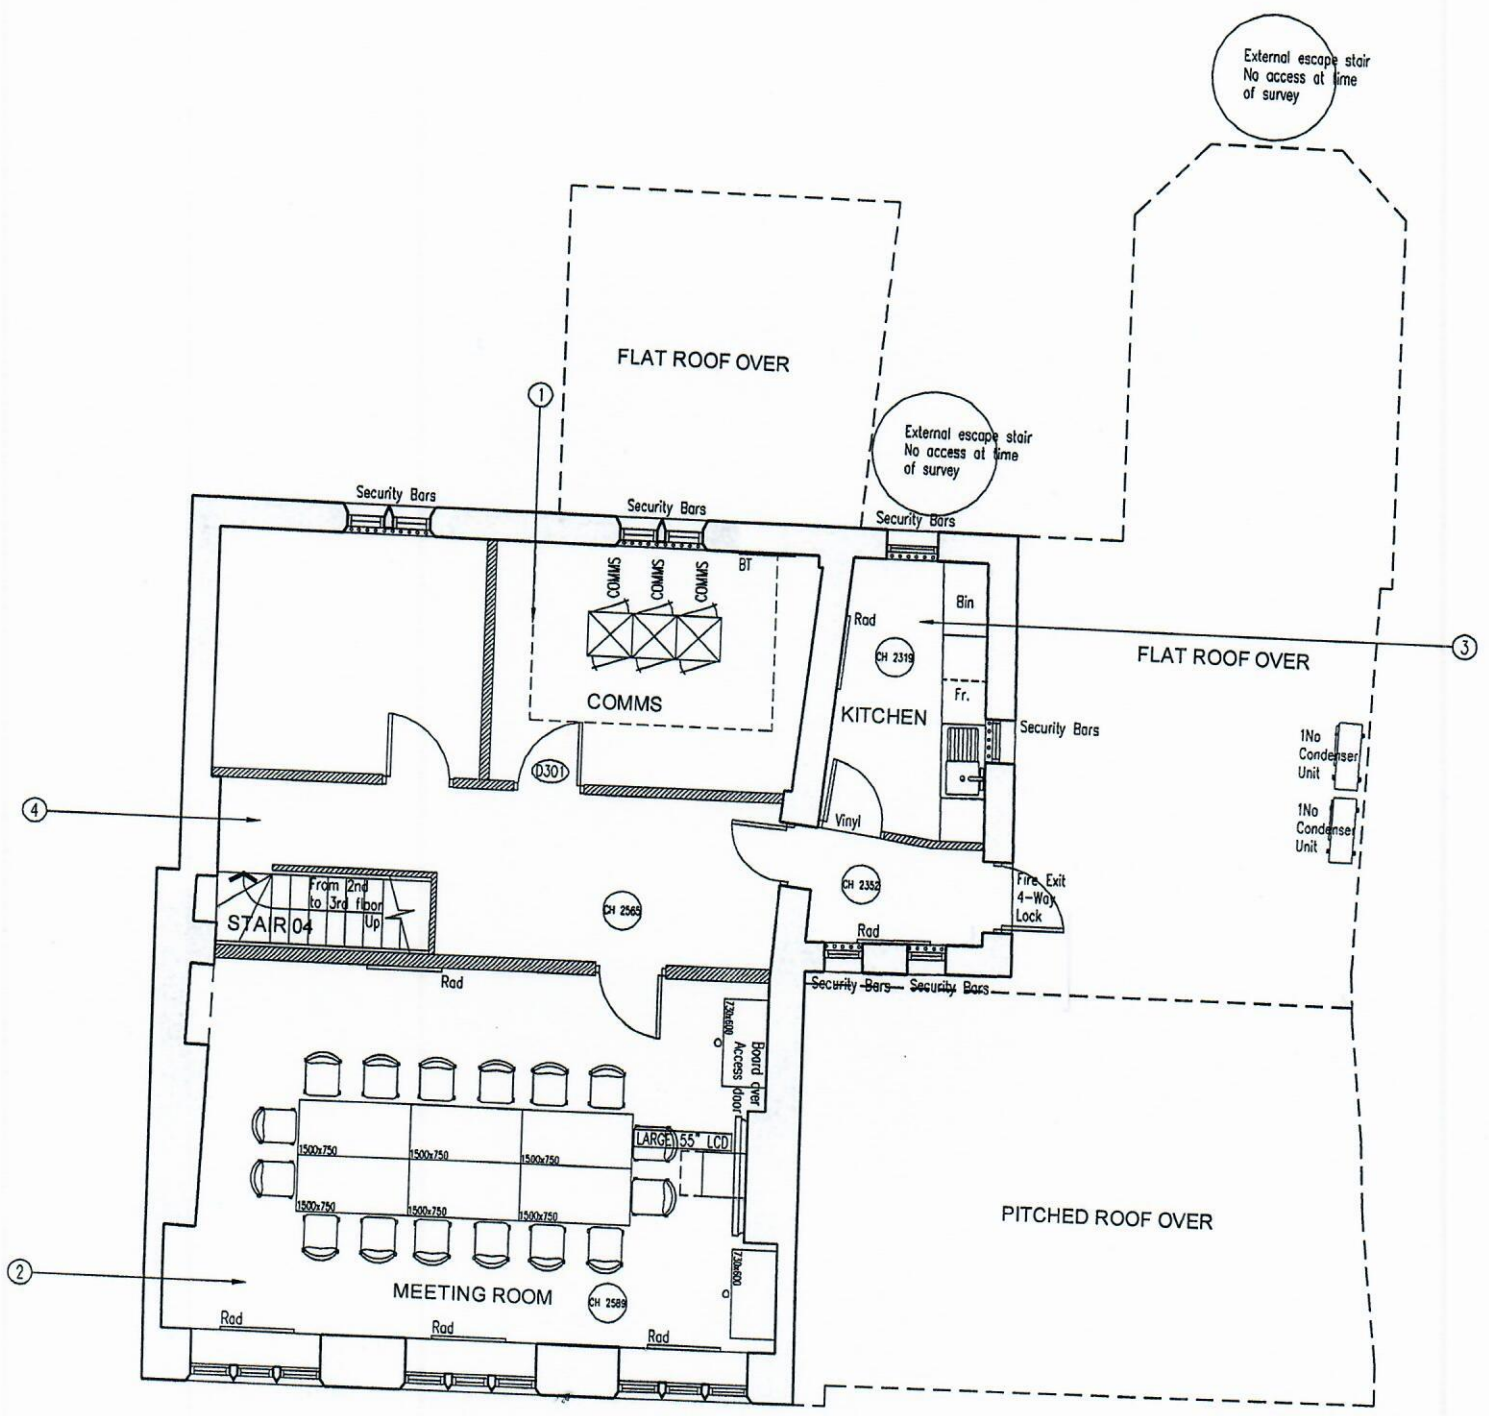 External escape stair
No access at time
of survey
FLAT ROOF OVER
1
External escape stair
No access at time
of survey
Security Bars
Security Bars
Security Bars
COMMS
COMMS
COMMS
BT
Bin
Rad
CH 2319
3
FLAT ROOF OVER
Fr.
COMMS
KITCHEN
Security Bars
1No
Condenser
Unit
D301
1No
Condenser
Unit
4
Vinyl
From 2nd
to 3rd floor
Up
STAIR 04
CH 2565
CH 2352
Fire Exit
4-Way
Lock
Rad
Rad
Security Bars
Security Bars
730x600
Board over
Access door
LARGE 55" LCD
1500x750
1500x750
1500x750
1500x750
1500x750
1500x750
PITCHED ROOF OVER
2
MEETING ROOM
CH 2589
730x600
Rad
Rad
Rad